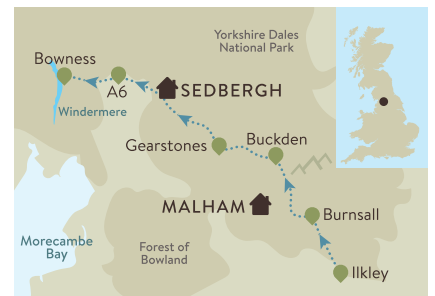 Yorkshire Dales
National Park
Bowness
A6
SEDBERGH
Windermere
Gearstones
Buckden
MALHAM
Burnsall
Morecambe
Bay
Forest of
Bowland
Ilkley